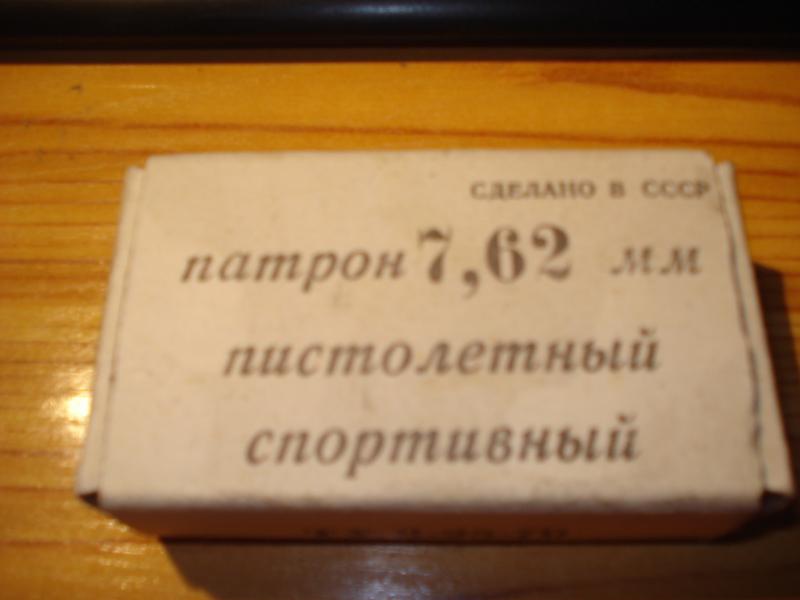 СДЕЛАНО В СССР
патрон 7,62 мм
пистолетный
спортивный